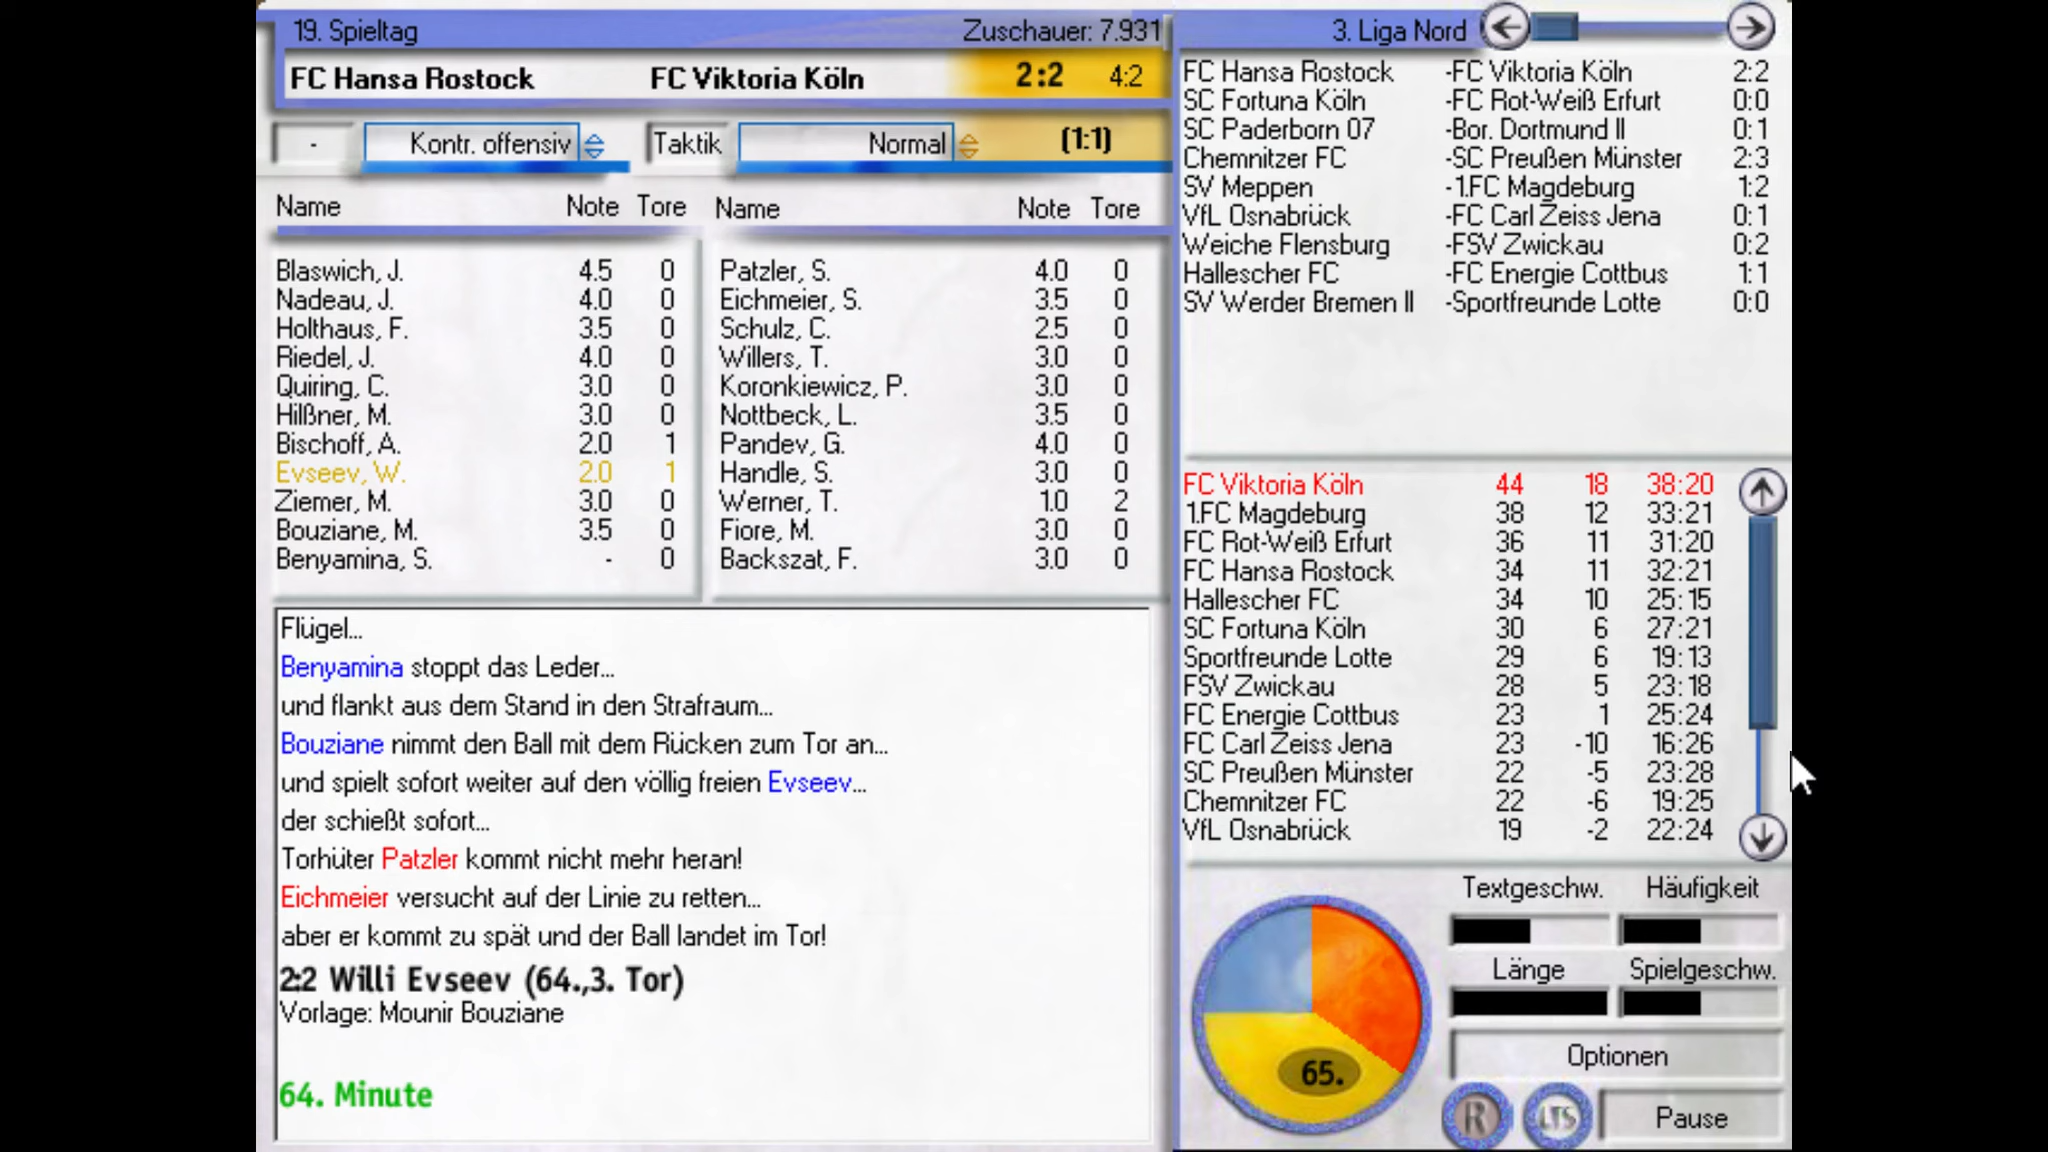 19. Spieltag Zuschauer: 7.931
FC Hansa Rostock FC Viktoria Köln 2:2 4:2
- Kontr. offensiv Taktik Normal (1:1)
Name Note Tore Name Note Tore
Blaswich, J. 4.5 0 Patzler, S. 4.0 0
Nadeau, J. 4.0 0 Eichmeier, S. 3.5 0
Holthaus, F. 3.5 0 Schulz, C. 2.5 0
Riedel, J. 4.0 0 Willers, T. 3.0 0
Quiring, C. 3.0 0 Koronkiewicz, P. 3.0 0
Hilßner, M. 3.0 0 Nottbeck, L. 3.5 0
Bischoff, A. 2.0 1 Pandev, G. 4.0 0
Evseev, W. 2.0 1 Handle, S. 3.0 0
Ziemer, M. 3.0 0 Werner, T. 1.0 2
Bouziane, M. 3.5 0 Fiore, M. 3.0 0
Benyamina, S. - 0 Backszat, F. 3.0 0
Flügel...
Benyamina stoppt das Leder...
und flankt aus dem Stand in den Strafraum...
Bouziane nimmt den Ball mit dem Rücken zum Tor an...
und spielt sofort weiter auf den völlig freien Evseev...
der schießt sofort...
Torhüter Patzler kommt nicht mehr heran!
Eichmeier versucht auf der Linie zu retten...
aber er kommt zu spät und der Ball landet im Tor!
2:2 Willi Evseev (64.,3. Tor)
Vorlage: Mounir Bouziane
64. Minute
3. Liga Nord
FC Hansa Rostock -FC Viktoria Köln 2:2
SC Fortuna Köln -FC Rot-Weiß Erfurt 0:0
SC Paderborn 07 -Bor. Dortmund II 0:1
Chemnitzer FC -SC Preußen Münster 2:3
SV Meppen -1.FC Magdeburg 1:2
VfL Osnabrück -FC Carl Zeiss Jena 0:1
Weiche Flensburg -FSV Zwickau 0:2
Hallescher FC -FC Energie Cottbus 1:1
SV Werder Bremen II -Sportfreunde Lotte 0:0
FC Viktoria Köln 44 18 38:20
1.FC Magdeburg 38 12 33:21
FC Rot-Weiß Erfurt 36 11 31:20
FC Hansa Rostock 34 11 32:21
Hallescher FC 34 10 25:15
SC Fortuna Köln 30 6 27:21
Sportfreunde Lotte 29 6 19:13
FSV Zwickau 28 5 23:18
FC Energie Cottbus 23 1 25:24
FC Carl Zeiss Jena 23 -10 16:26
SC Preußen Münster 22 -5 23:28
Chemnitzer FC 22 -6 19:25
VfL Osnabrück 19 -2 22:24
Textgeschw. Häufigkeit
Länge Spielgeschw.
65.
Optionen
R LTS Pause